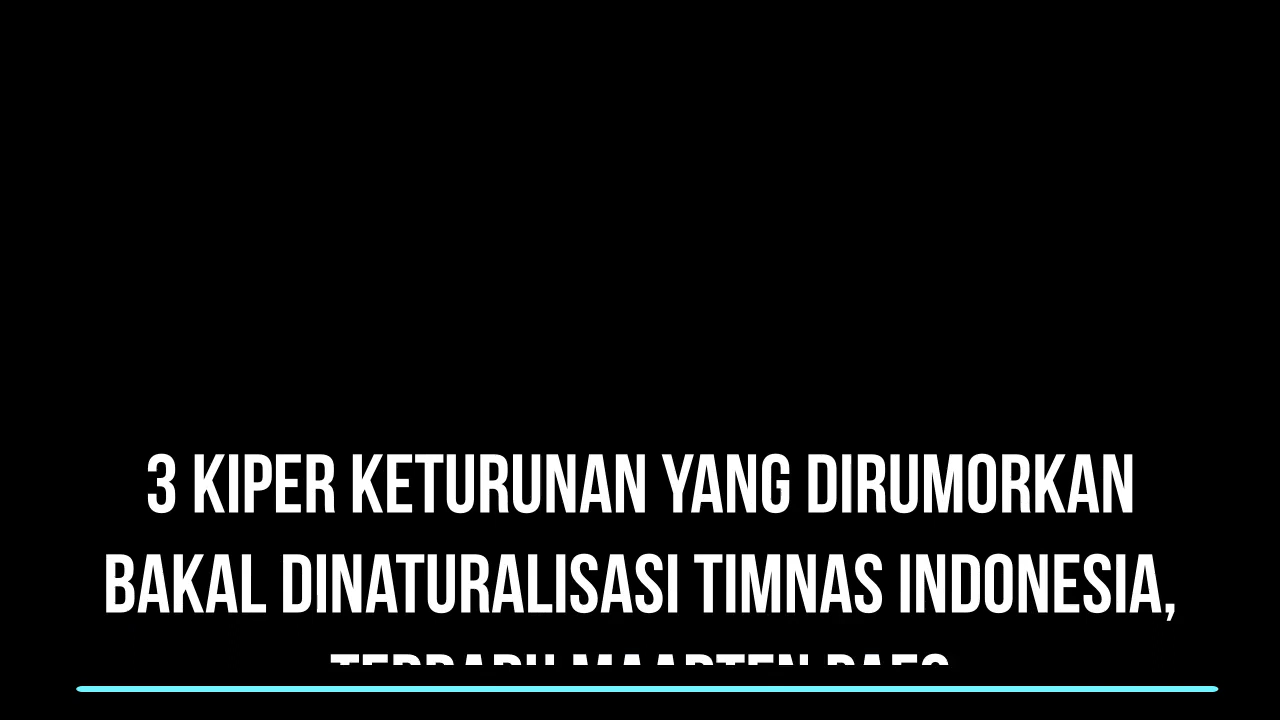 3 KIPER KETURUNAN YANG DIRUMORKAN
BAKAL DINATURALISASI TIMNAS INDONESIA,